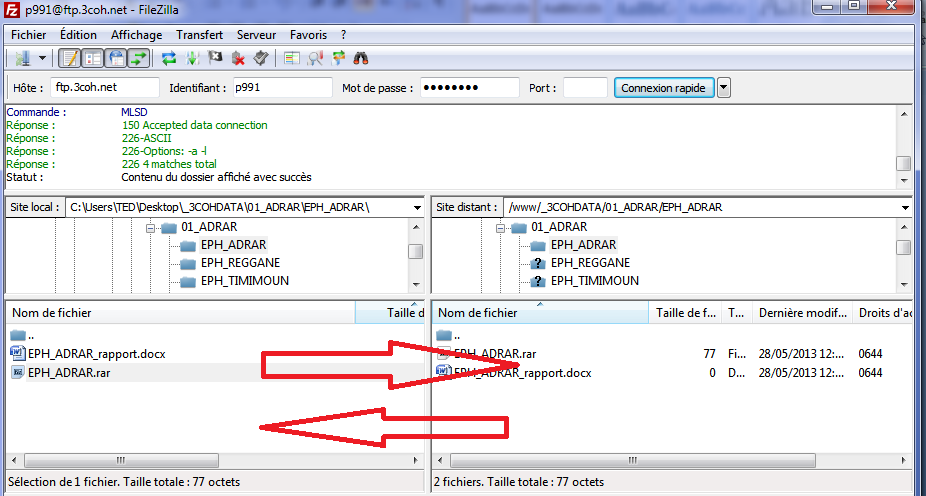 p991@ftp.3coh.net - FileZilla
Fichier Édition Affichage Transfert Serveur Favoris ?
Hôte : ftp.3coh.net Identifiant : p991 Mot de passe : ●●●●●●●● Port : Connexion rapide
Commande : MLSD
Réponse : 150 Accepted data connection
Réponse : 226-ASCII
Réponse : 226-Options: -a -l
Réponse : 226 4 matches total
Statut : Contenu du dossier affiché avec succès
Site local : C:\Users\TED\Desktop\_3COHDATA\01_ADRAR\EPH_ADRAR\
01_ADRAR
EPH_ADRAR
EPH_REGGANE
EPH_TIMIMOUN
Site distant : /www/_3COHDATA/01_ADRAR/EPH_ADRAR
01_ADRAR
EPH_ADRAR
EPH_REGGANE
EPH_TIMIMOUN
Nom de fichier Taille d
..
EPH_ADRAR_rapport.docx
EPH_ADRAR.rar
Sélection de 1 fichier. Taille totale : 77 octets
Nom de fichier Taille de f... T... Dernière modif... Droits d'ac
..
EPH_ADRAR.rar 77 Fi... 28/05/2013 12:... 0644
EPH_ADRAR_rapport.docx 0 D... 28/05/2013 12:... 0644
2 fichiers. Taille totale : 77 octets